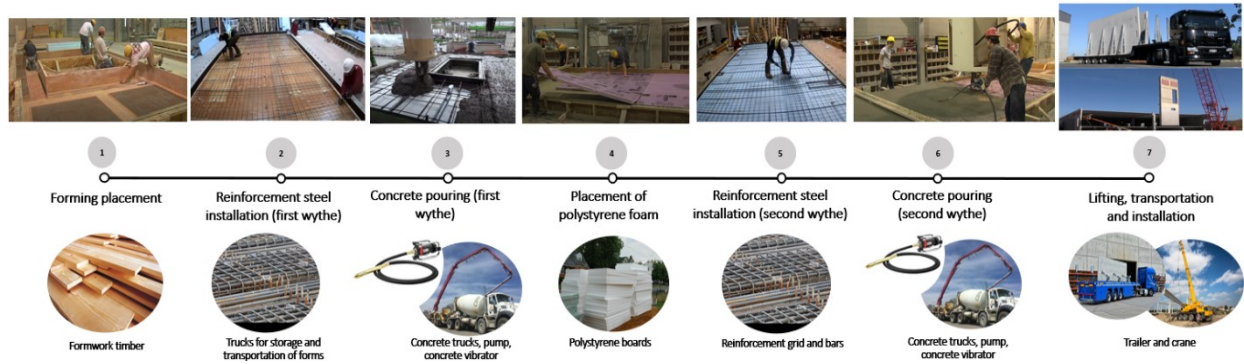 1
2
3
4
5
6
7
Forming placement
Reinforcement steel
installation (first wythe)
Concrete pouring (first
wythe)
Placement of
polystyrene foam
Reinforcement steel
installation (second wythe)
Concrete pouring
(second wythe)
Lifting, transportation
and installation
Formwork timber
Trucks for storage and
transportation of forms
Concrete trucks, pump,
concrete vibrator
Polystyrene boards
Reinforcement grid and bars
Concrete trucks, pump,
concrete vibrator
Trailer and crane